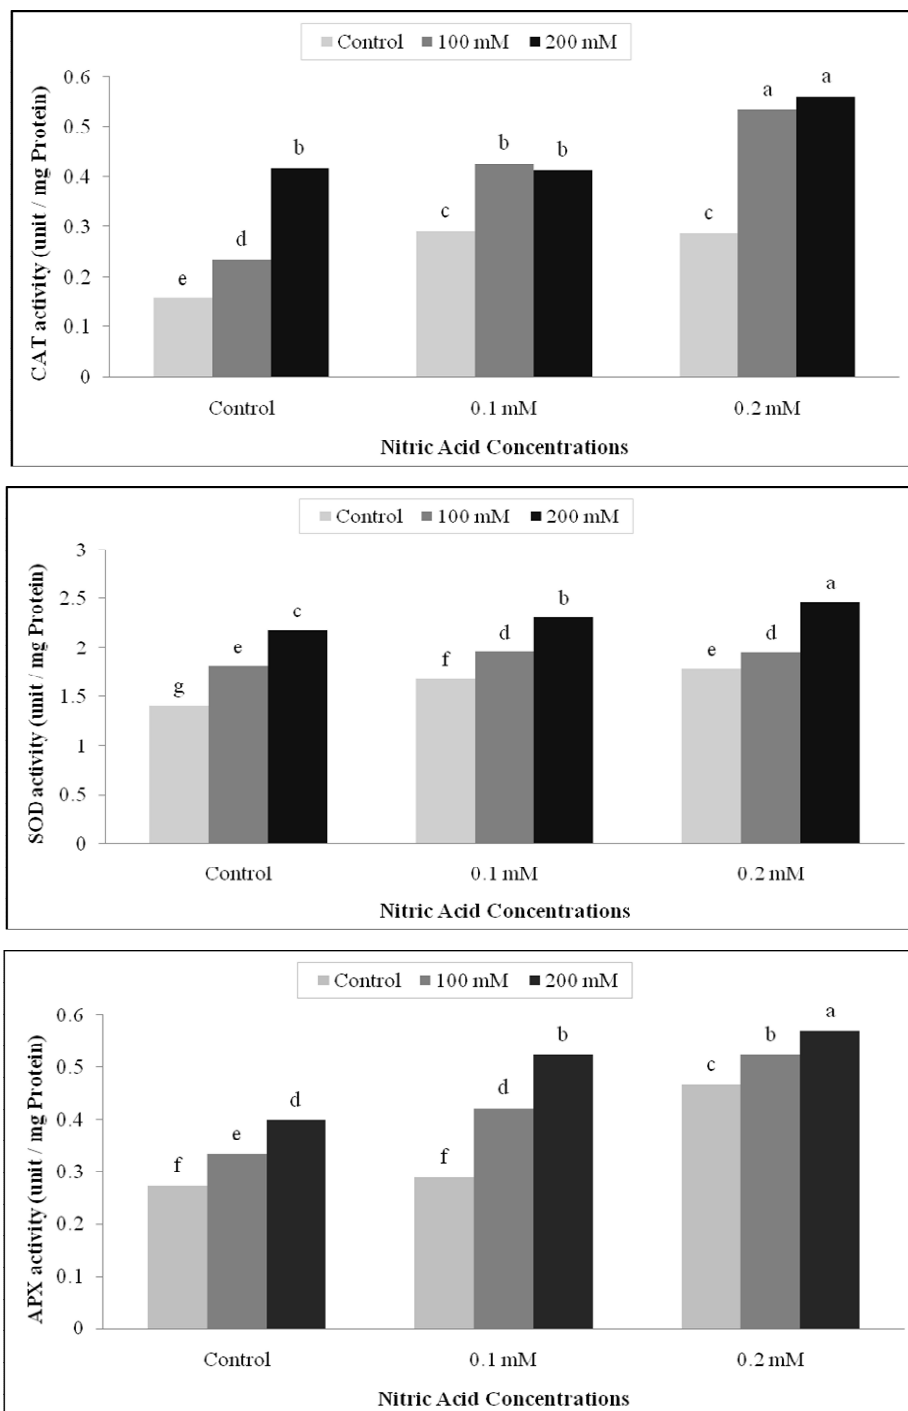 Control 100 mM 200 mM
CAT activity (unit / mg Protein)
0.6
0.5
0.4
0.3
0.2
0.1
0
e d b
c b b
c a a
Control 0.1 mM 0.2 mM
Nitric Acid Concentrations
Control 100 mM 200 mM
SOD activity (unit / mg Protein)
3
2.5
2
1.5
1
0.5
0
g e c
f d b
e d a
Control 0.1 mM 0.2 mM
Nitric Acid Concentrations
Control 100 mM 200 mM
APX activity (unit / mg Protein)
0.6
0.5
0.4
0.3
0.2
0.1
0
f e d
f d b
c b a
Control 0.1 mM 0.2 mM
Nitric Acid Concentrations